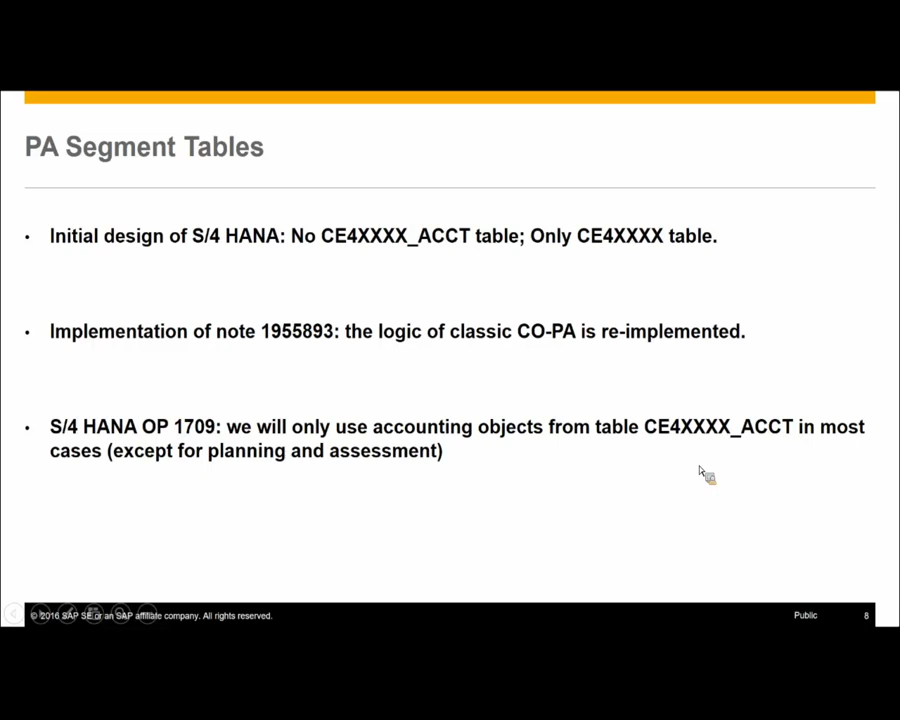 PA Segment Tables
• Initial design of S/4 HANA: No CE4XXXX_ACCT table; Only CE4XXXX table.
• Implementation of note 1955893: the logic of classic CO-PA is re-implemented.
• S/4 HANA OP 1709: we will only use accounting objects from table CE4XXXX_ACCT in most
cases (except for planning and assessment)
© 2016 SAP SE or an SAP affiliate company. All rights reserved.
Public
8